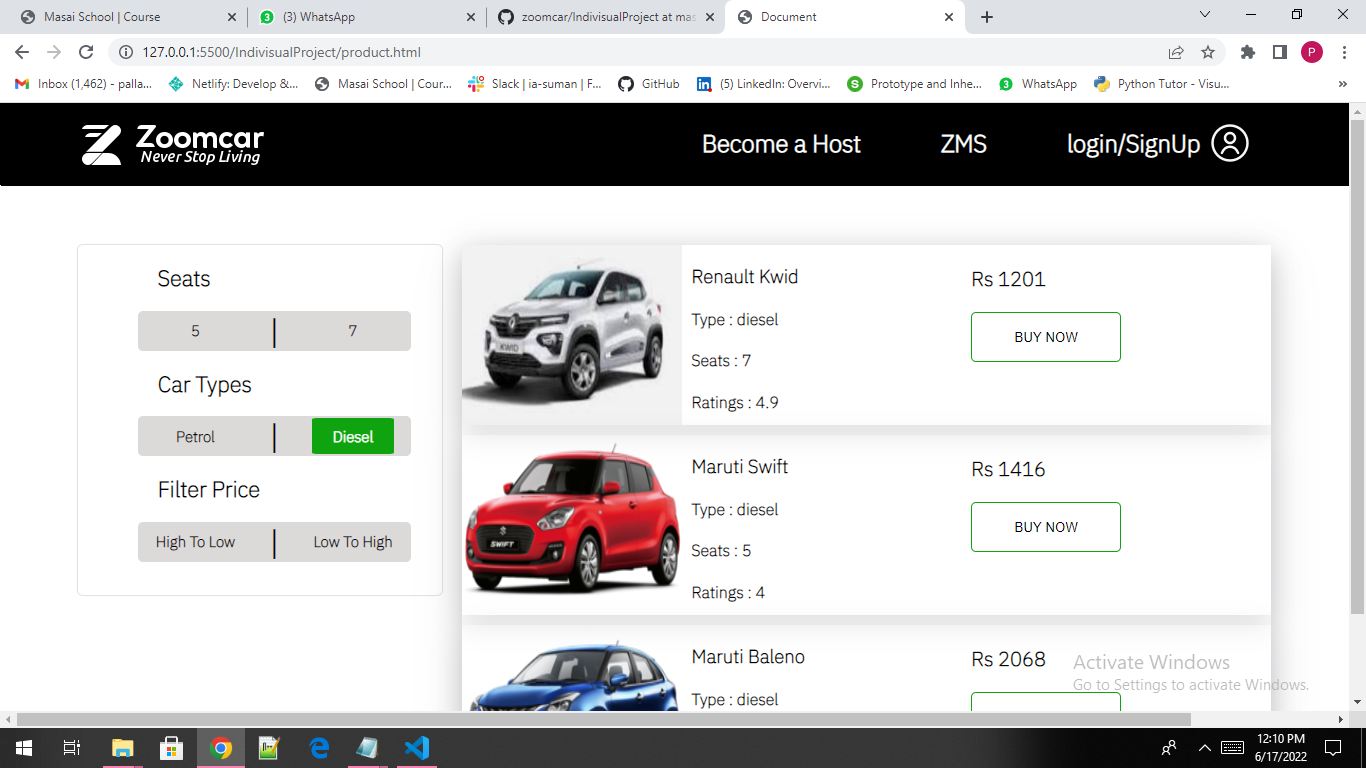 Masai School | Course
(3) WhatsApp
zoomcar/IndivisualProject at mas
Document
127.0.0.1:5500/IndivisualProject/product.html
P
Inbox (1,462) - palla...
Netlify: Develop &...
Masai School | Cour...
Slack | ia-suman | F...
GitHub
(5) LinkedIn: Overvi...
Prototype and Inhe...
WhatsApp
Python Tutor - Visu...
»
Zoomcar
Never Stop Living
Become a Host
ZMS
login/SignUp
Seats
5
7
Car Types
Petrol
Diesel
Filter Price
High To Low
Low To High
Renault Kwid
Type : diesel
Seats : 7
Ratings : 4.9
Rs 1201
BUY NOW
KWID
Maruti Swift
Type : diesel
Seats : 5
Ratings : 4
Rs 1416
BUY NOW
SWIFT
Maruti Baleno
Type : diesel
Rs 2068
Activate Windows
Go to Settings to activate Windows.
12:10 PM
6/17/2022